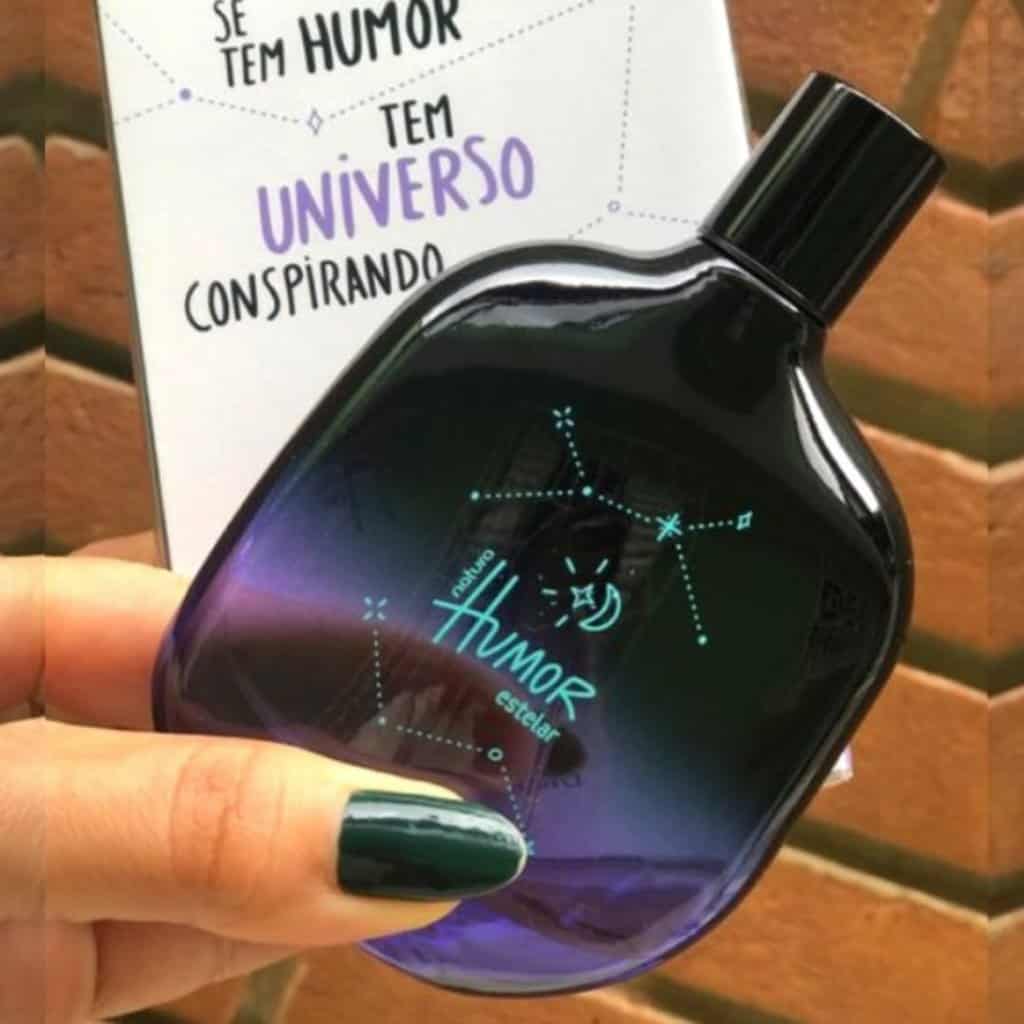 SE
TEM HUMOR
TEM
UNIVERSO
CONSPIRANDO
natura
HUMOR
estelar